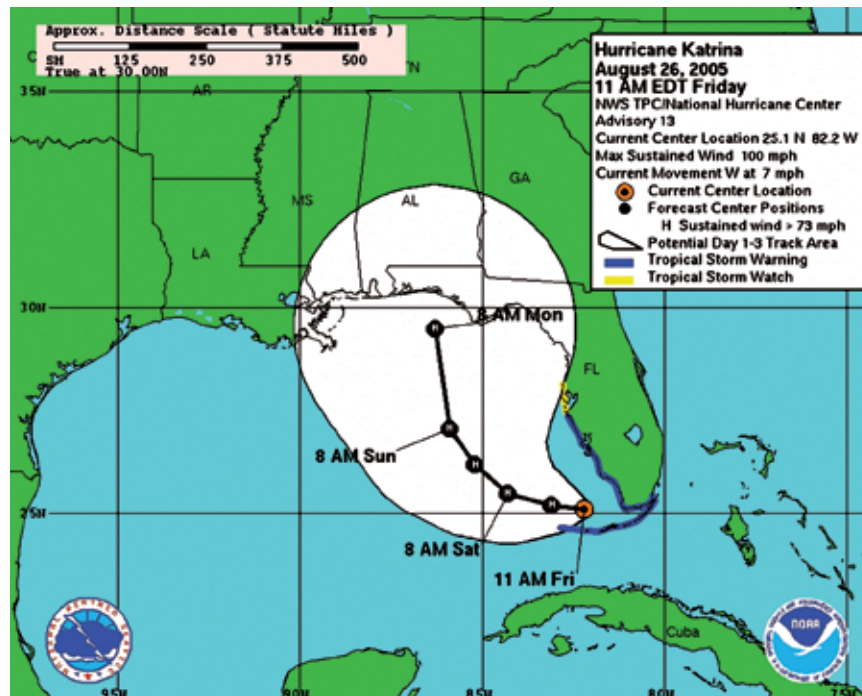 Approx. Distance Scale ( Statute Miles )
SM 125 250 375 500
True at 30.00N
Hurricane Katrina
August 26, 2005
11 AM EDT Friday
NWS TPC/National Hurricane Center
Advisory 13
Current Center Location 25.1 N 82.2 W
Max Sustained Wind 100 mph
Current Movement W at 7 mph
Current Center Location
Forecast Center Positions
H Sustained wind > 73 mph
Potential Day 1-3 Track Area
Tropical Storm Warning
Tropical Storm Watch
TN
35N
AR
MS
AL
GA
LA
30N
H
8 AM Mon
FL
H
8 AM Sun
H
H
H
25N
8 AM Sat
11 AM Fri
Cuba
NATIONAL WEATHER SERVICE
NOAA
95W
90W
85W
80W
75W